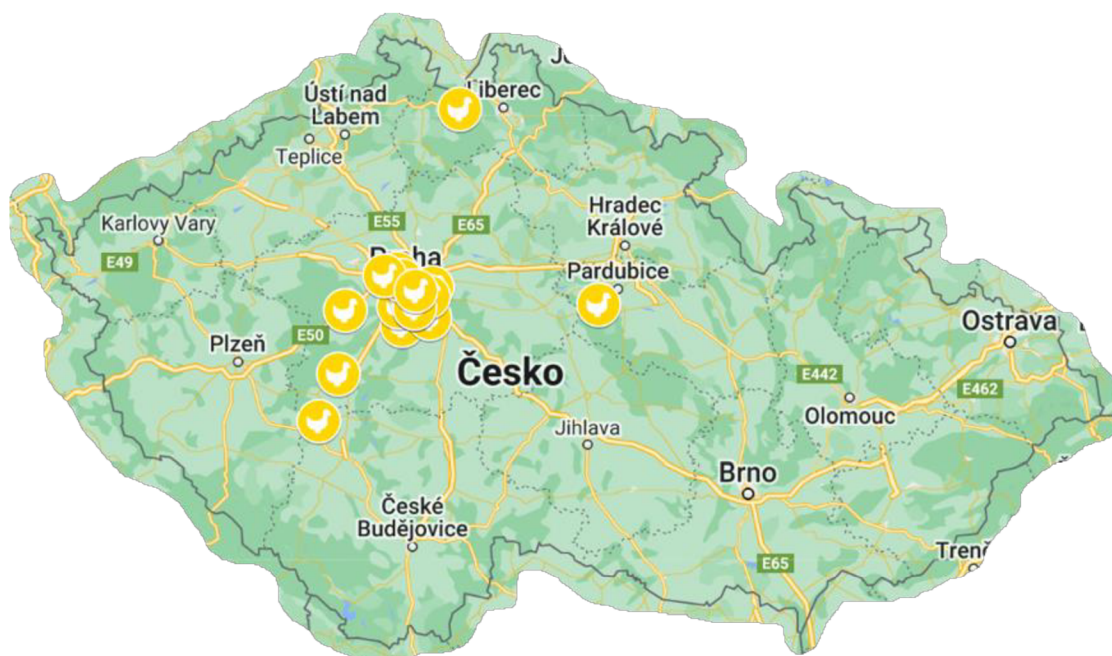 Liberec
Ústí nad
Labem
Teplice
Karlovy Vary
E55
E65
Hradec
Králové
E49
Pardubice
E50
Plzeň
Ostrava
Česko
E442
E462
Olomouc
Jihlava
Brno
České
Budějovice
E65